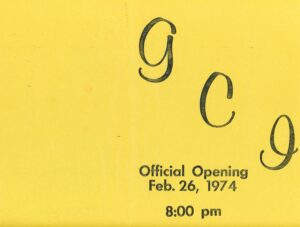 G
C
I
Official Opening
Feb. 26, 1974
8:00 pm